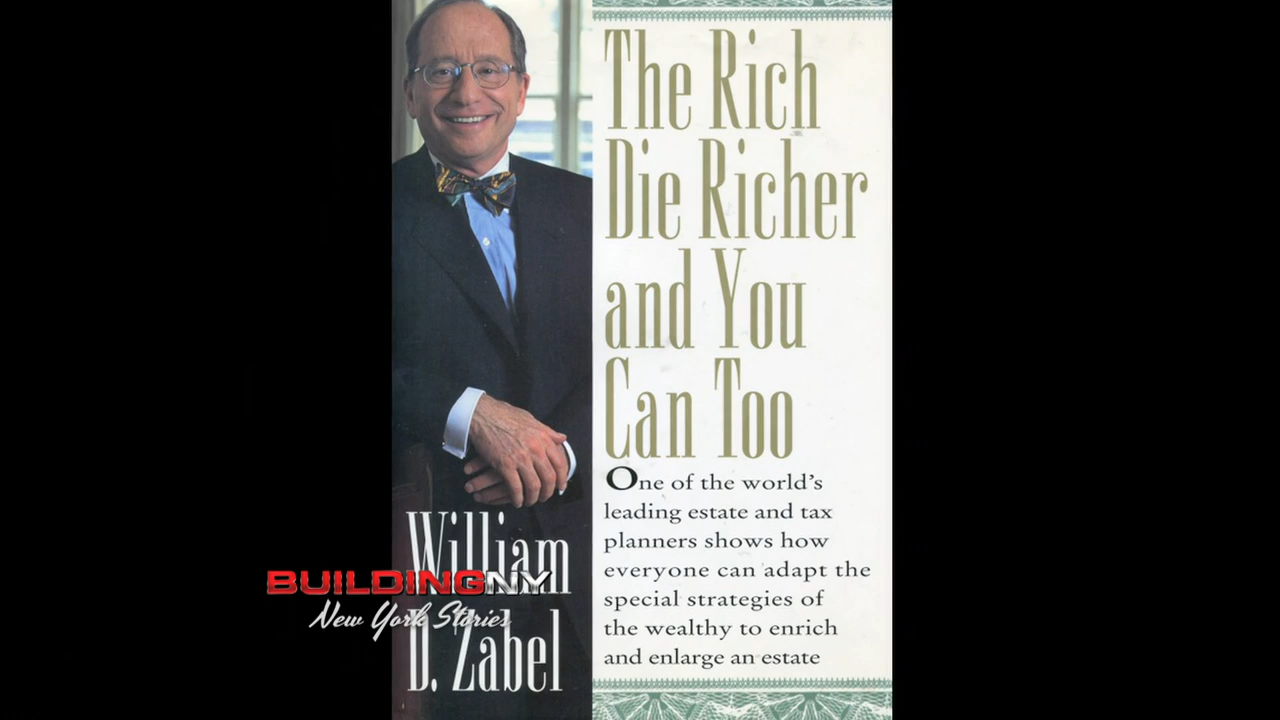 The Rich
Die Richer
and You
Can Too
One of the world's
leading estate and tax
planners shows how
everyone can adapt the
special strategies of
the wealthy to enrich
and enlarge an estate
William
D. Zabel
BUILDINGNY
New York Stories